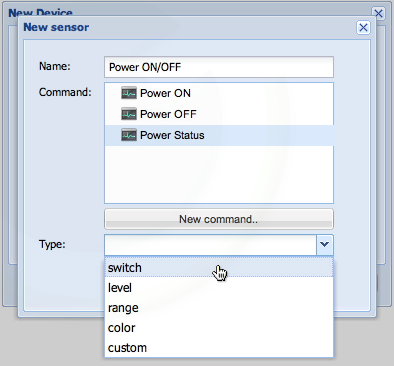 New Device
New sensor
Name: Power ON/OFF
Command: Power ON
Power OFF
Power Status
New command..
Type:
switch
level
range
color
custom